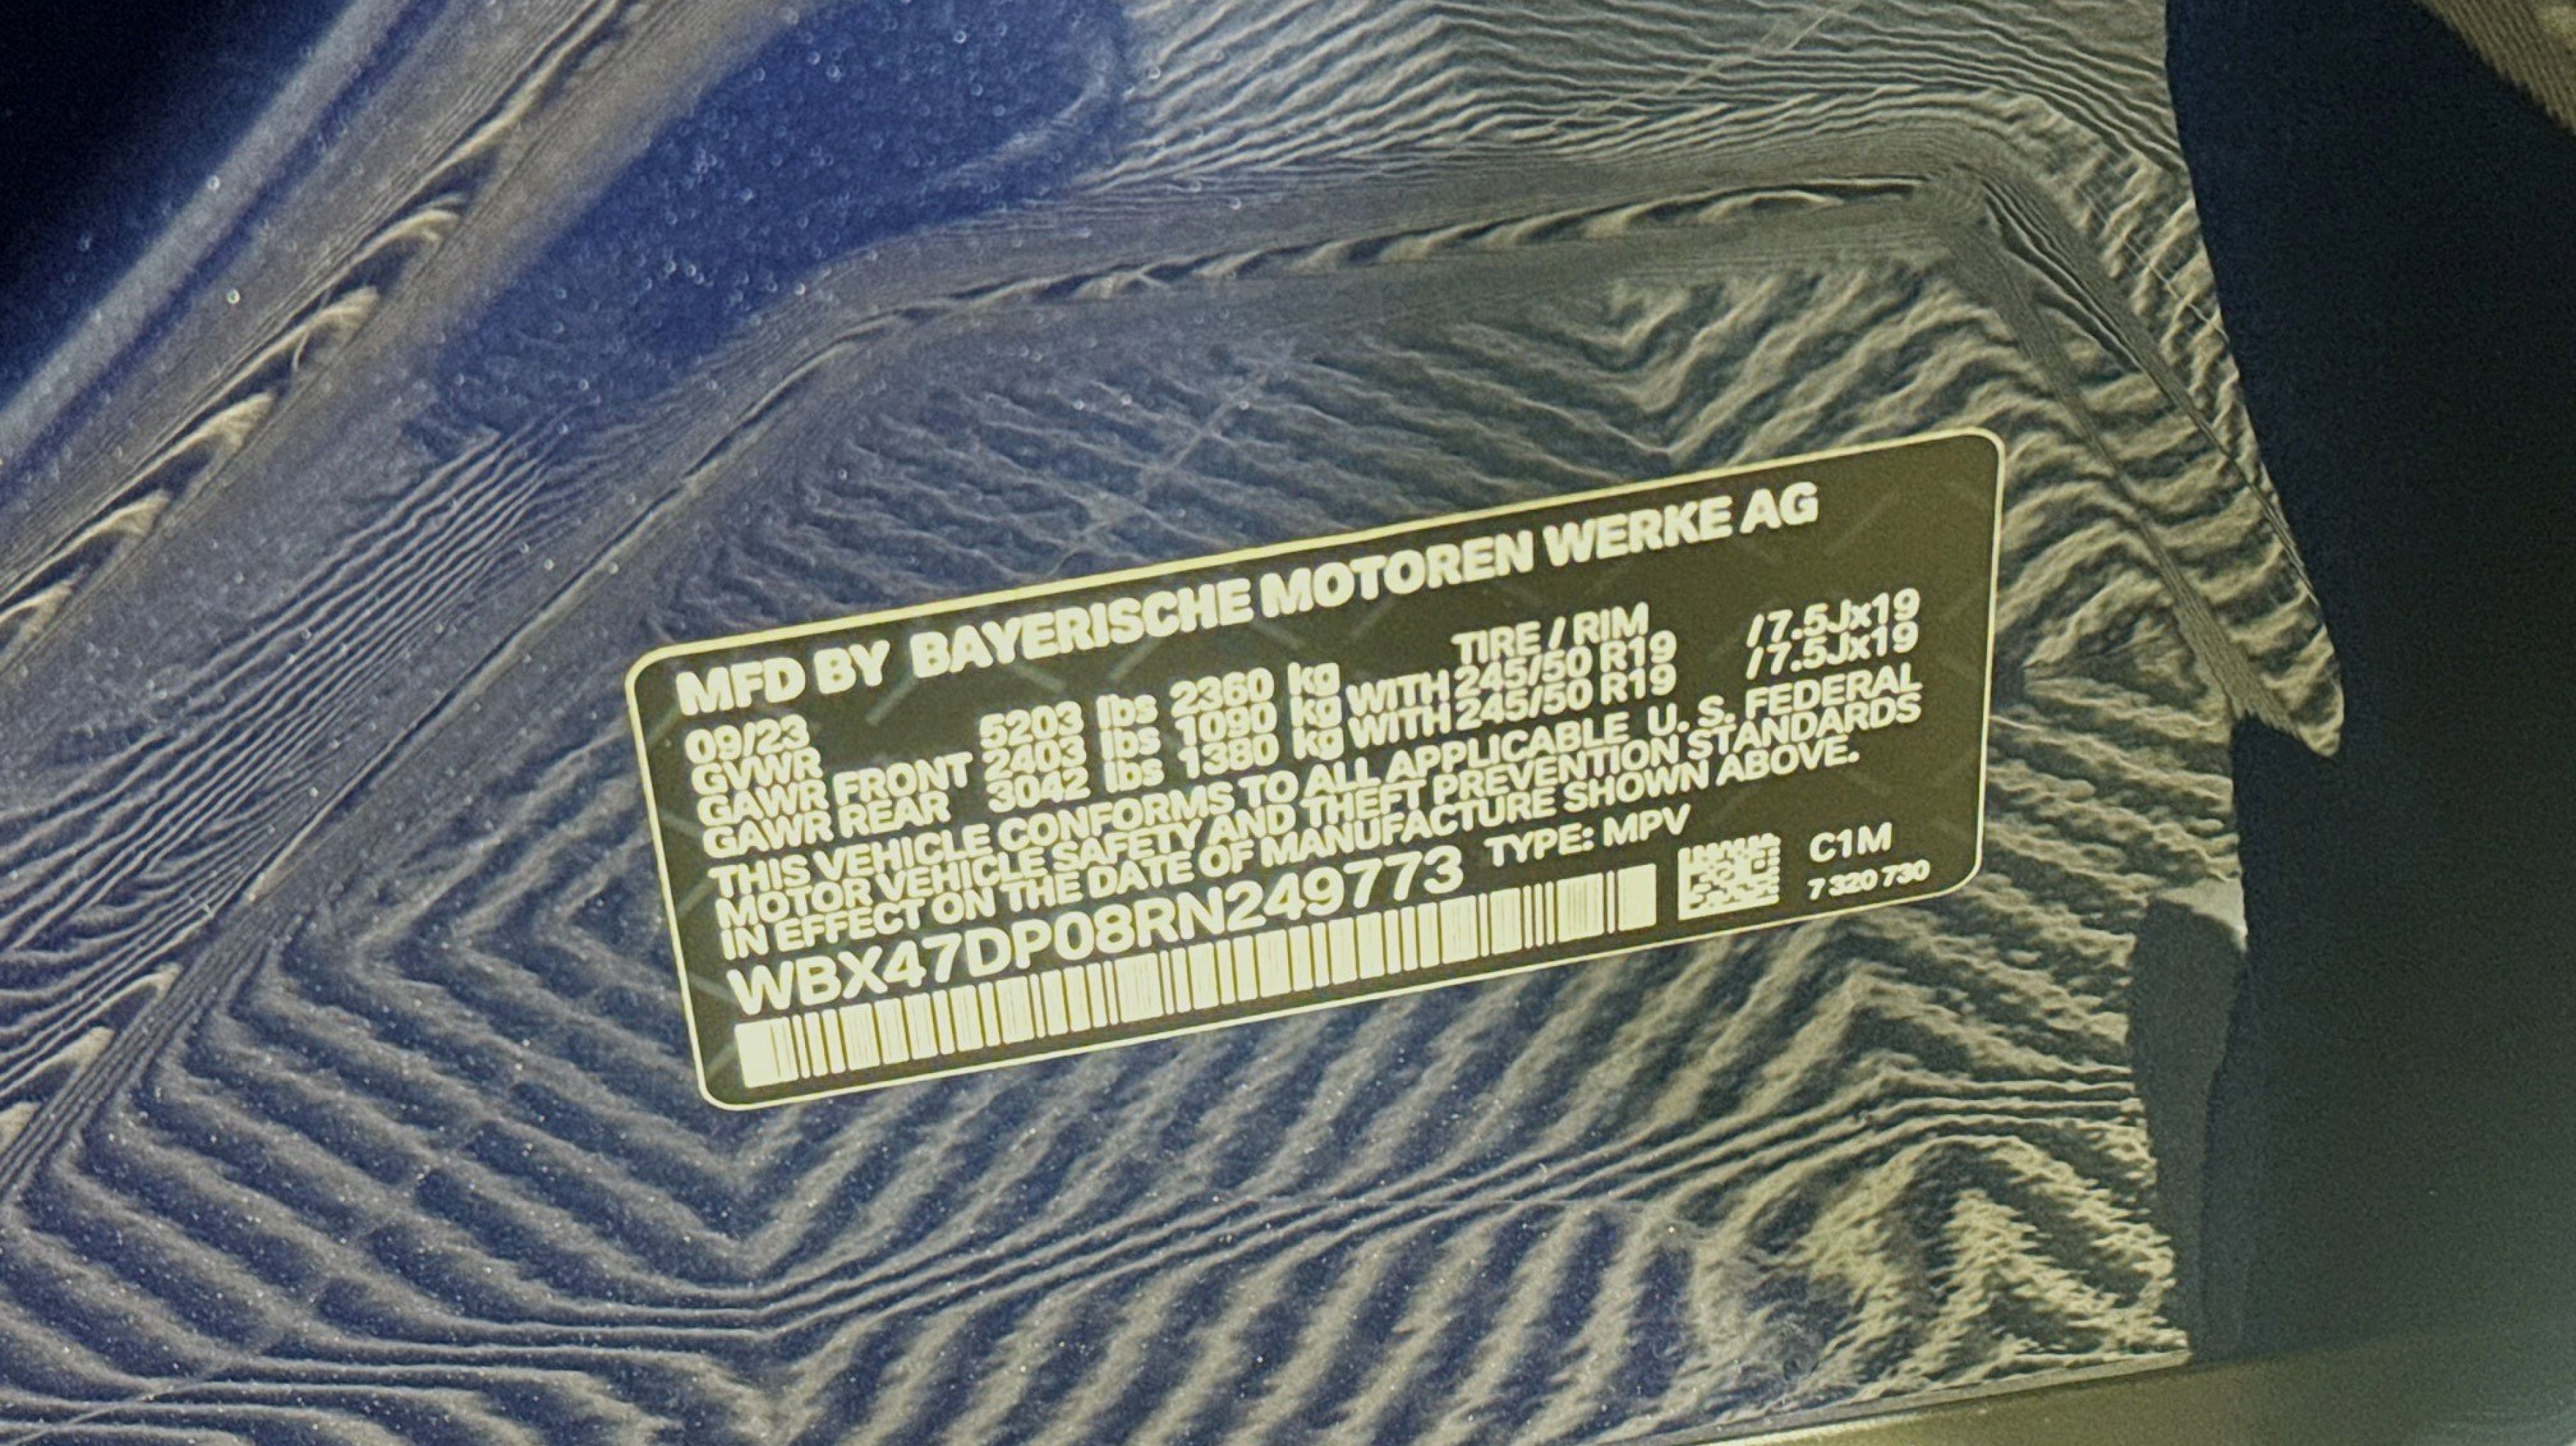 MFD BY BAYERISCHE MOTOREN WERKE AG
09/23 TIRE / RIM
GVWR 5203 lbs 2360 kg
GAWR FRONT 2403 lbs 1090 kg WITH 245/50 R19 /7.5Jx19
GAWR REAR 3042 lbs 1380 kg WITH 245/50 R19 /7.5Jx19
THIS VEHICLE CONFORMS TO ALL APPLICABLE U. S. FEDERAL
MOTOR VEHICLE SAFETY AND THEFT PREVENTION STANDARDS
IN EFFECT ON THE DATE OF MANUFACTURE SHOWN ABOVE.
WBX47DP08RN249773 TYPE: MPV
C1M
7 320 730